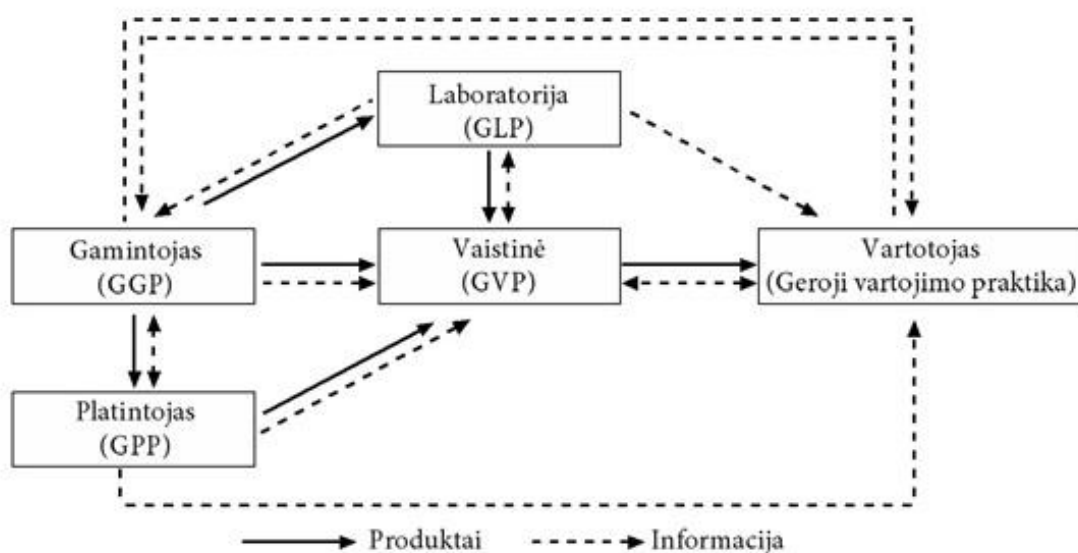 Laboratorija
(GLP)
Gamintojas
(GGP)
Vaistinė
(GVP)
Vartotojas
(Geroji vartojimo praktika)
Platintojas
(GPP)
Produktai
Informacija